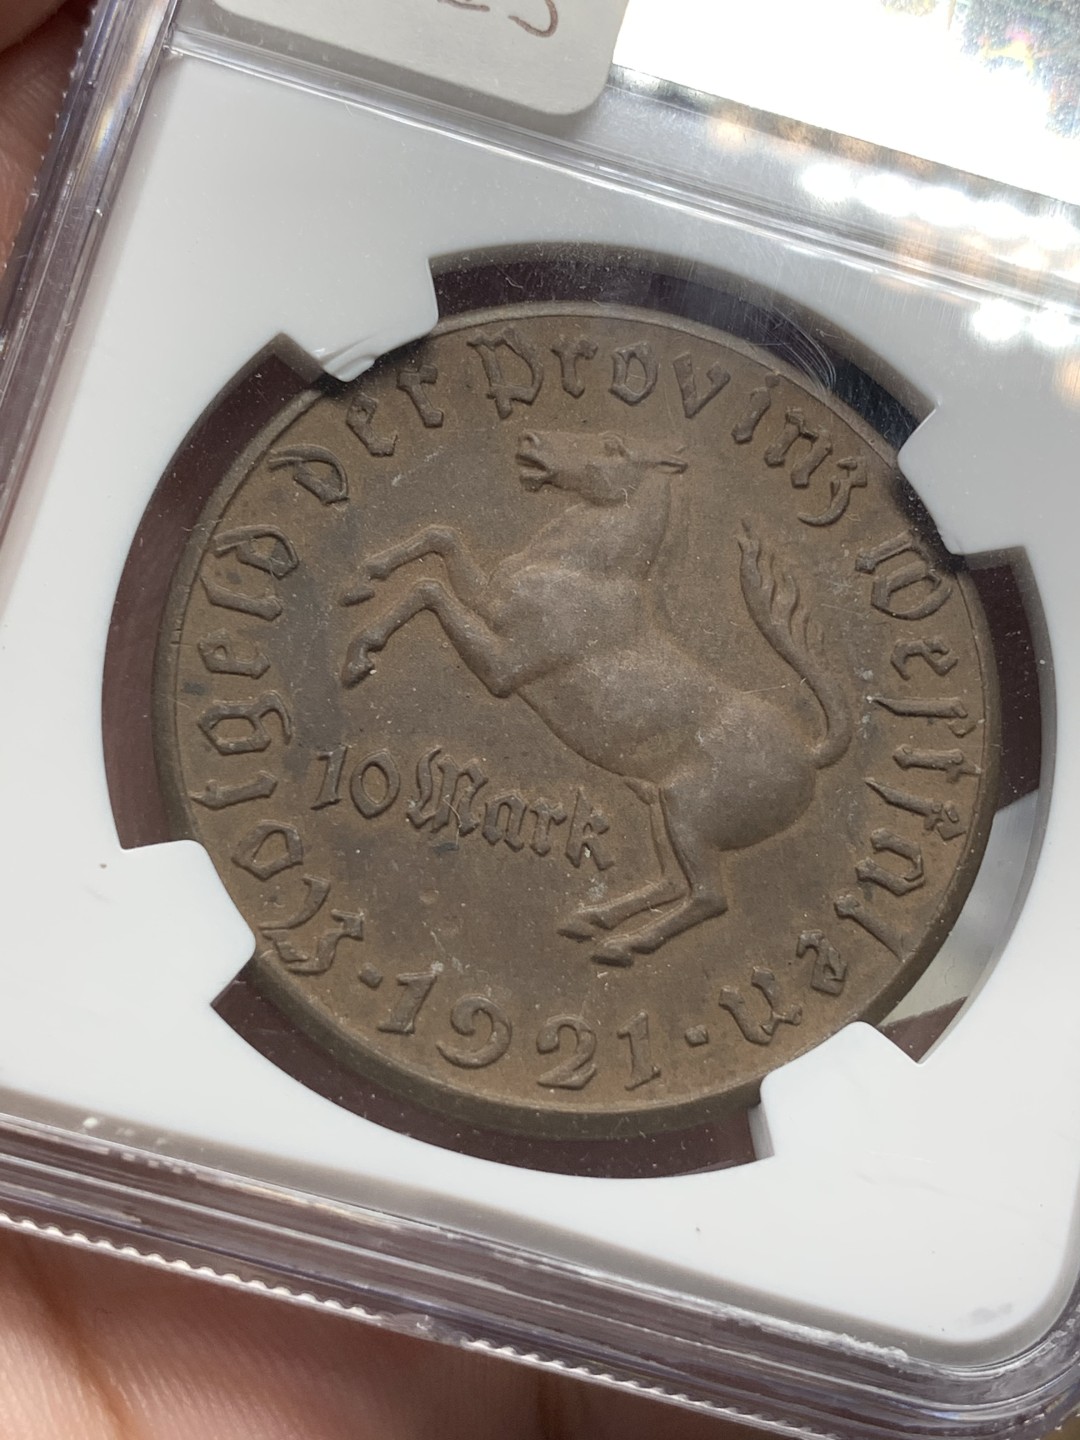 Notgeld der Provinz Westfalen
10 Mark
· 1921 ·